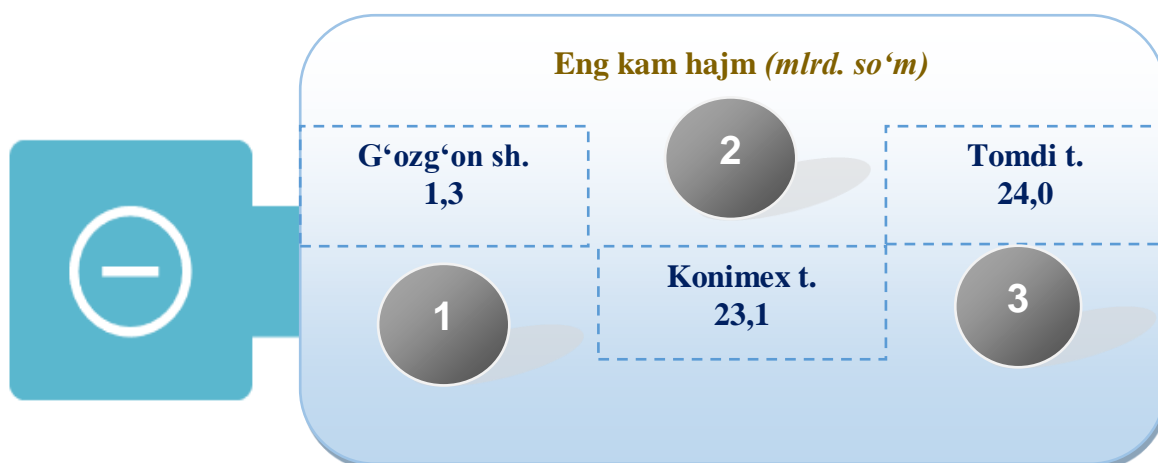 Eng kam hajm (mlrd. so‘m)
G‘ozg‘on sh.
1,3
2
Tomdi t.
24,0
1
Konimex t.
23,1
3